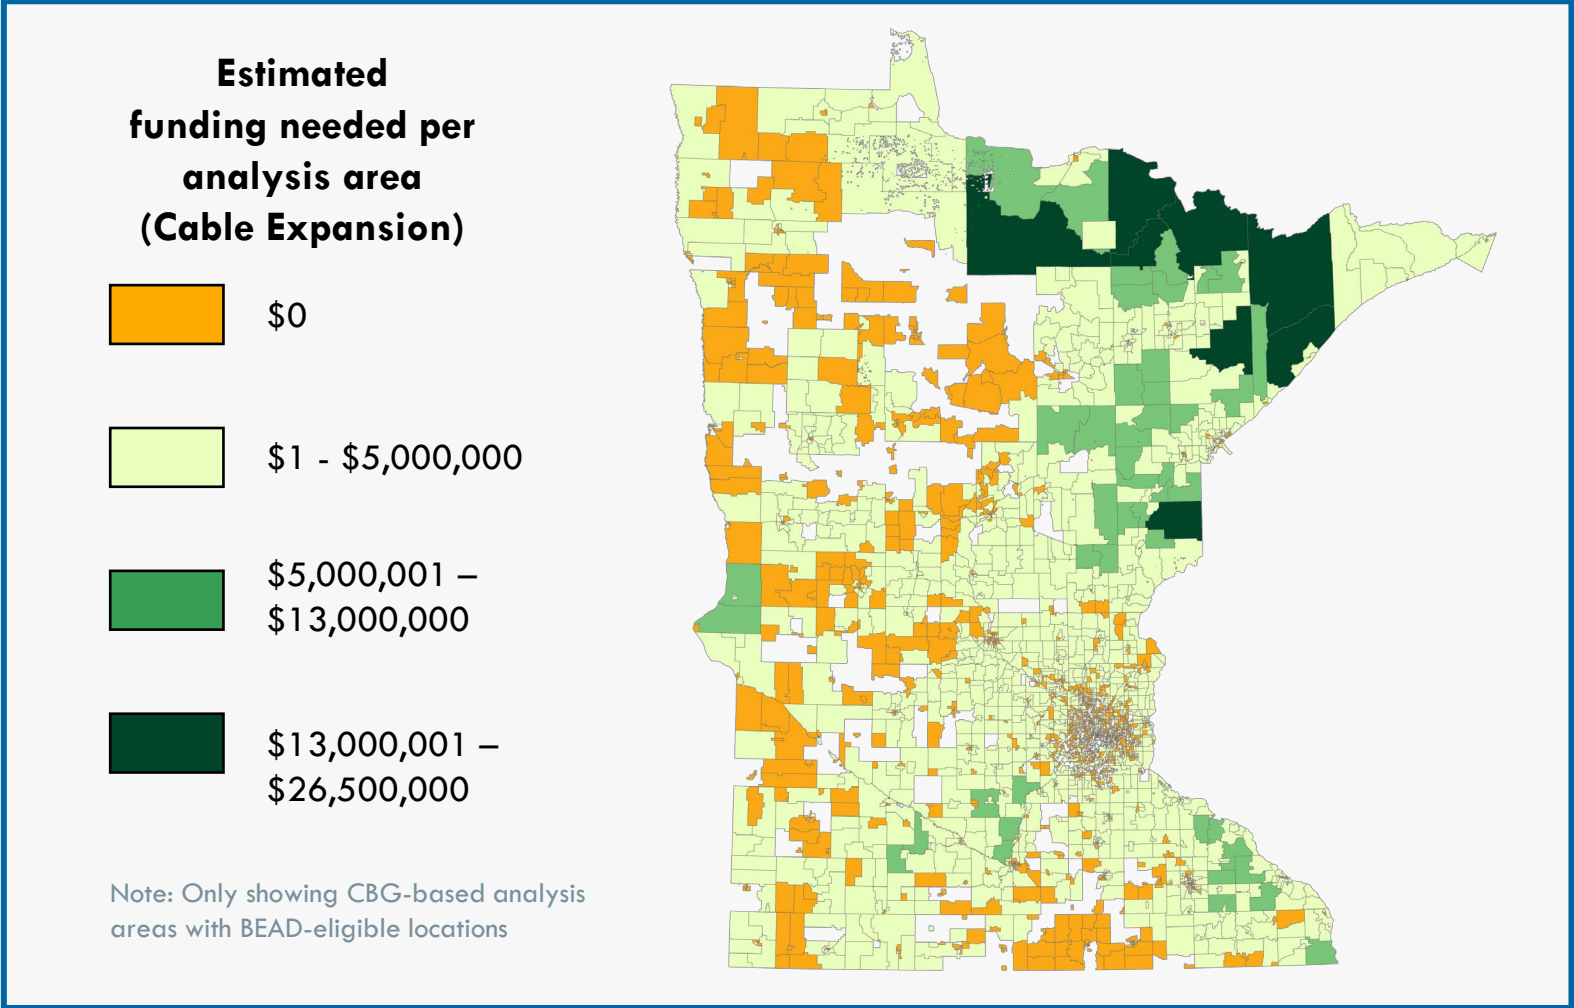 Estimated
funding needed per
analysis area
(Cable Expansion)
$0
$1 - $5,000,000
$5,000,001 –
$13,000,000
$13,000,001 –
$26,500,000
Note: Only showing CBG-based analysis
areas with BEAD-eligible locations